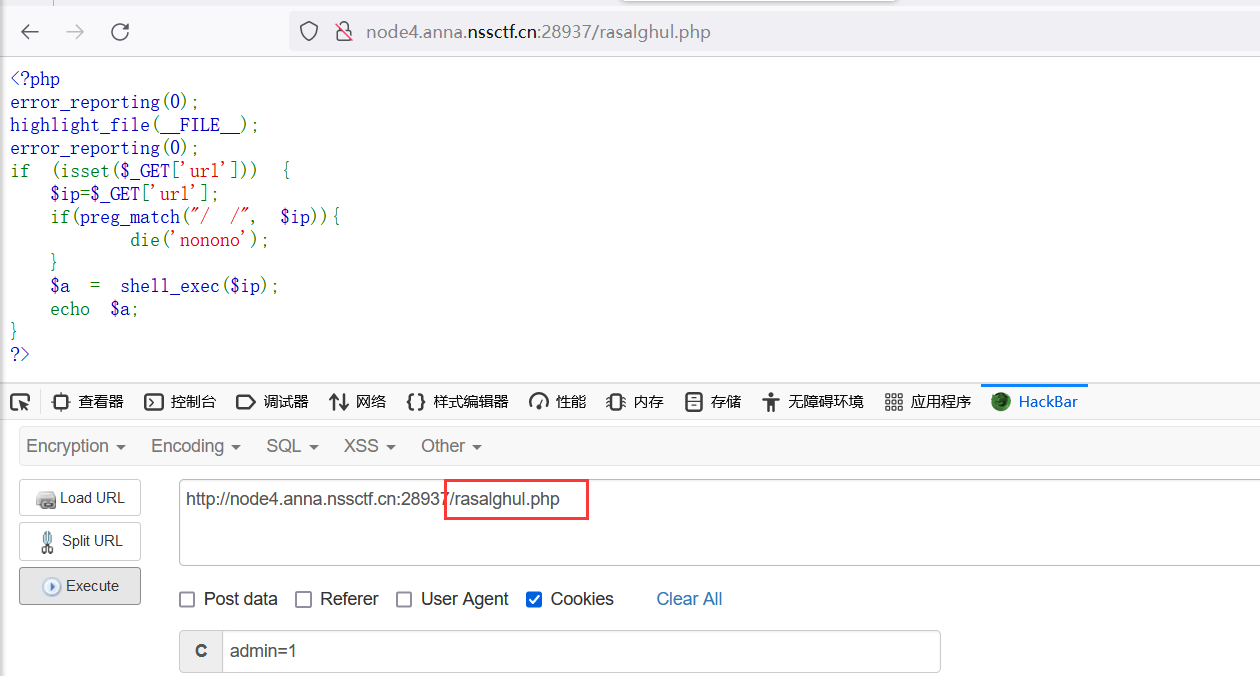 node4.anna.nssctf.cn:28937/rasalghul.php
<?php
error_reporting(0);
highlight_file(__FILE__);
error_reporting(0);
if (isset($_GET['url'])) {
$ip=$_GET['url'];
if(preg_match("/ /", $ip)){
die('nonono');
}
$a = shell_exec($ip);
echo $a;
}
?>
查看器 控制台 调试器 网络 样式编辑器 性能 内存 存储 无障碍环境 应用程序 HackBar
Encryption Encoding SQL XSS Other
Load URL http://node4.anna.nssctf.cn:28937/rasalghul.php
Split URL
Execute
Post data Referer User Agent Cookies Clear All
C admin=1